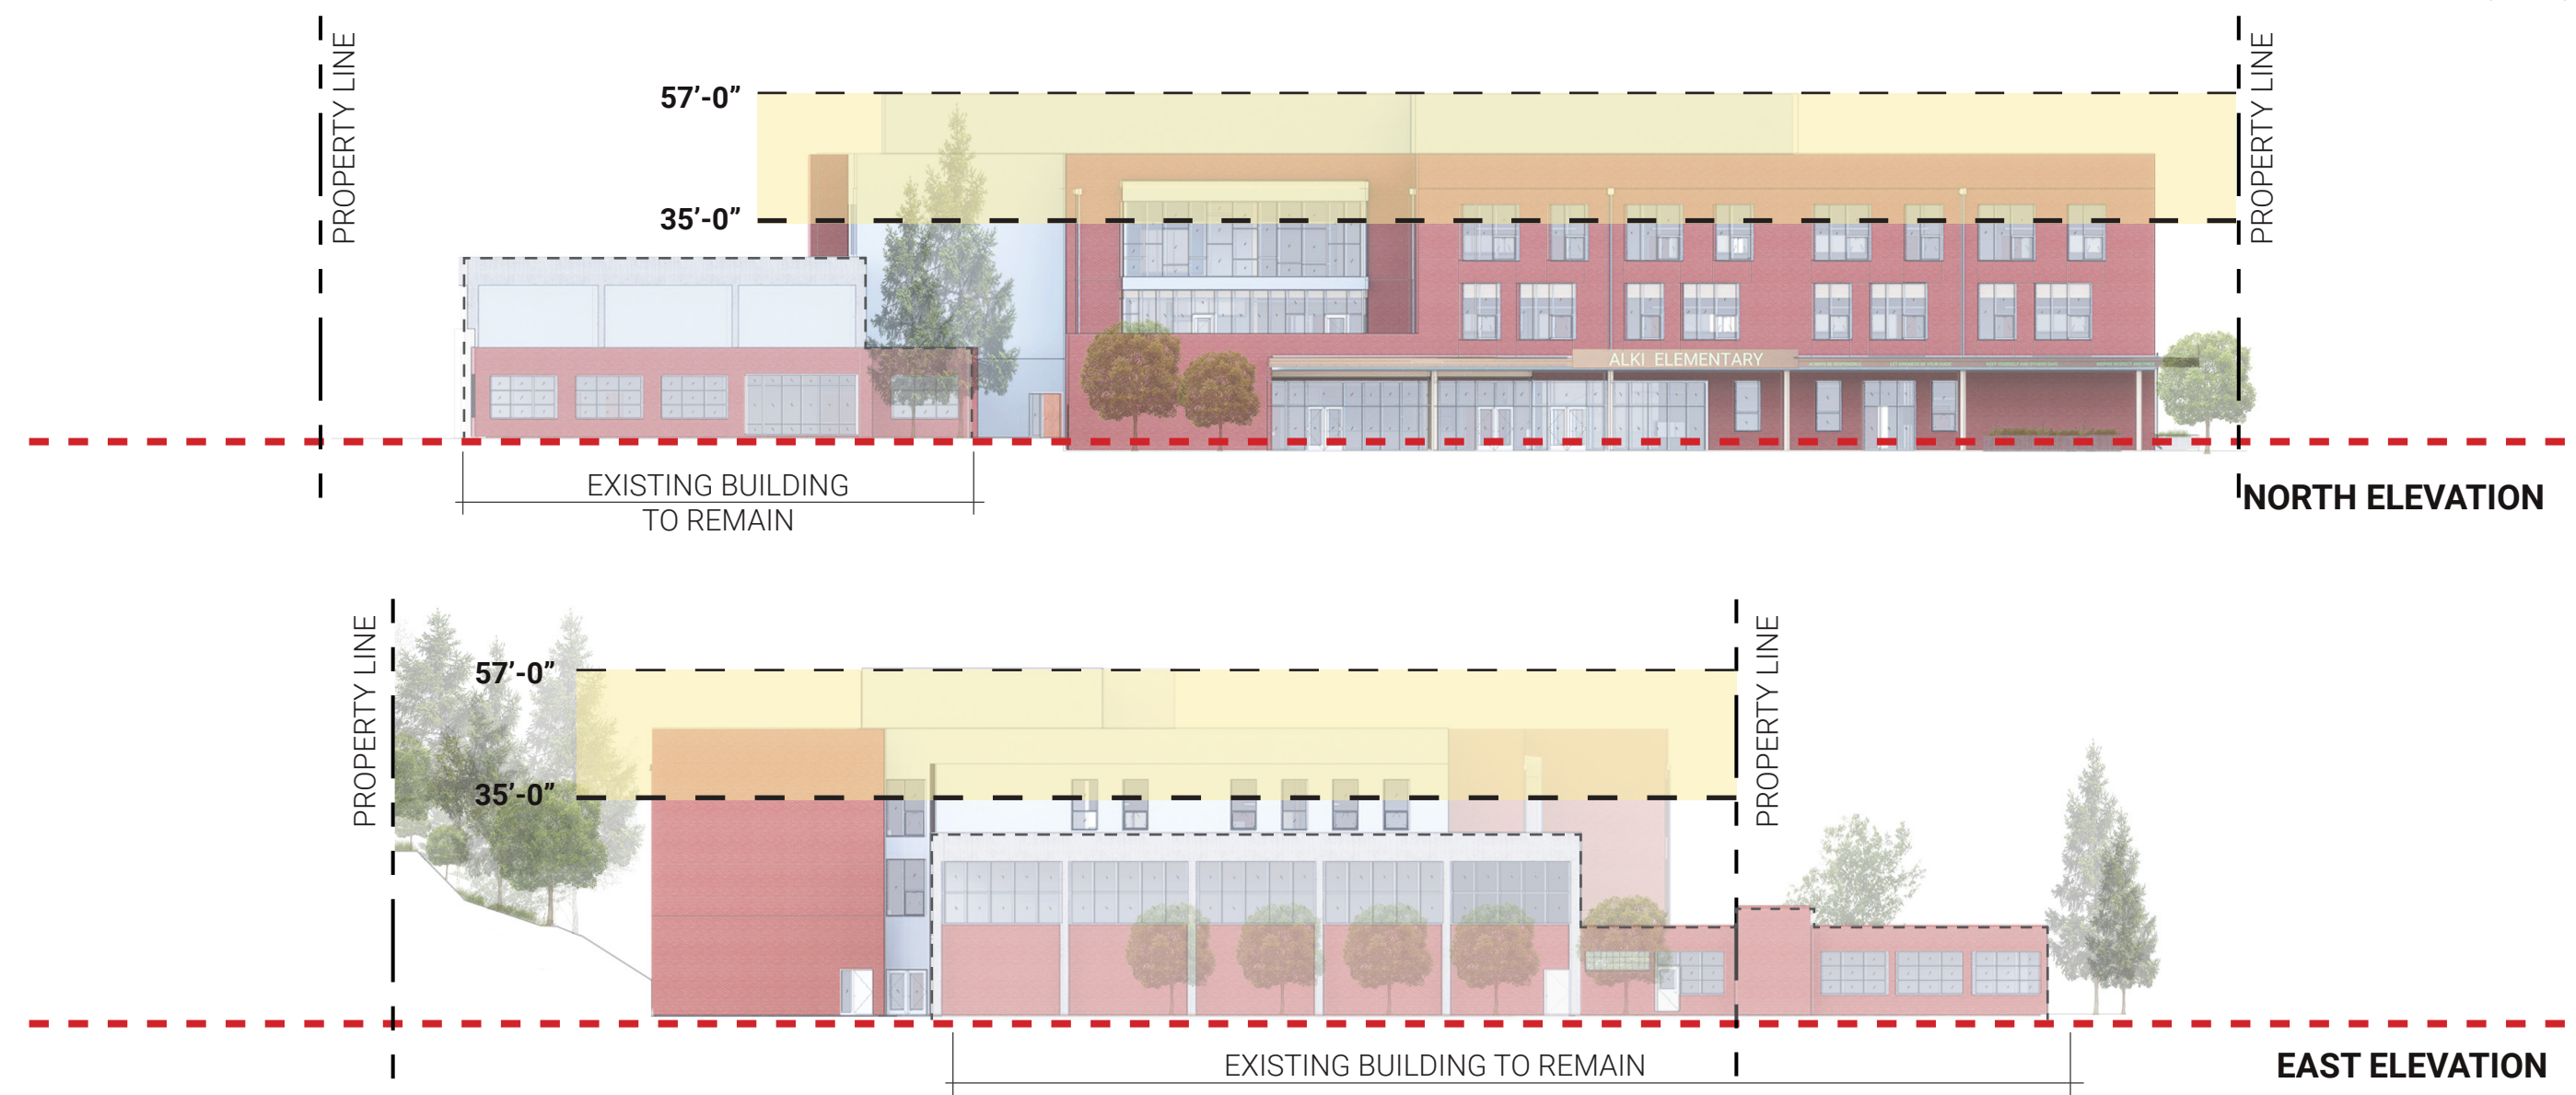 PROPERTY LINE
PROPERTY LINE
57’-0”
35’-0”
ALKI ELEMENTARY
EXISTING BUILDING
TO REMAIN
NORTH ELEVATION
PROPERTY LINE
PROPERTY LINE
57’-0”
35’-0”
EXISTING BUILDING TO REMAIN
EAST ELEVATION